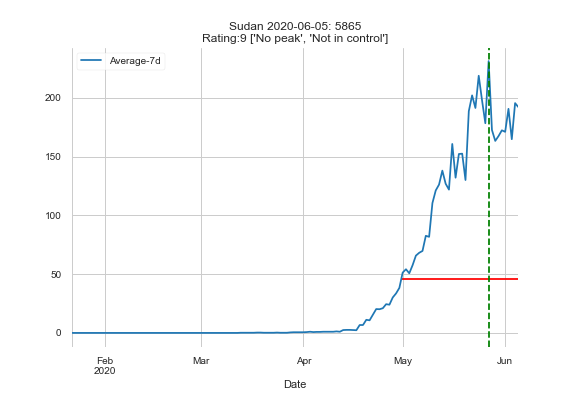 Sudan 2020-06-05: 5865
Rating:9 ['No peak', 'Not in control']
Average-7d
200
150
100
50
0
Feb
2020
Mar
Apr
May
Jun
Date